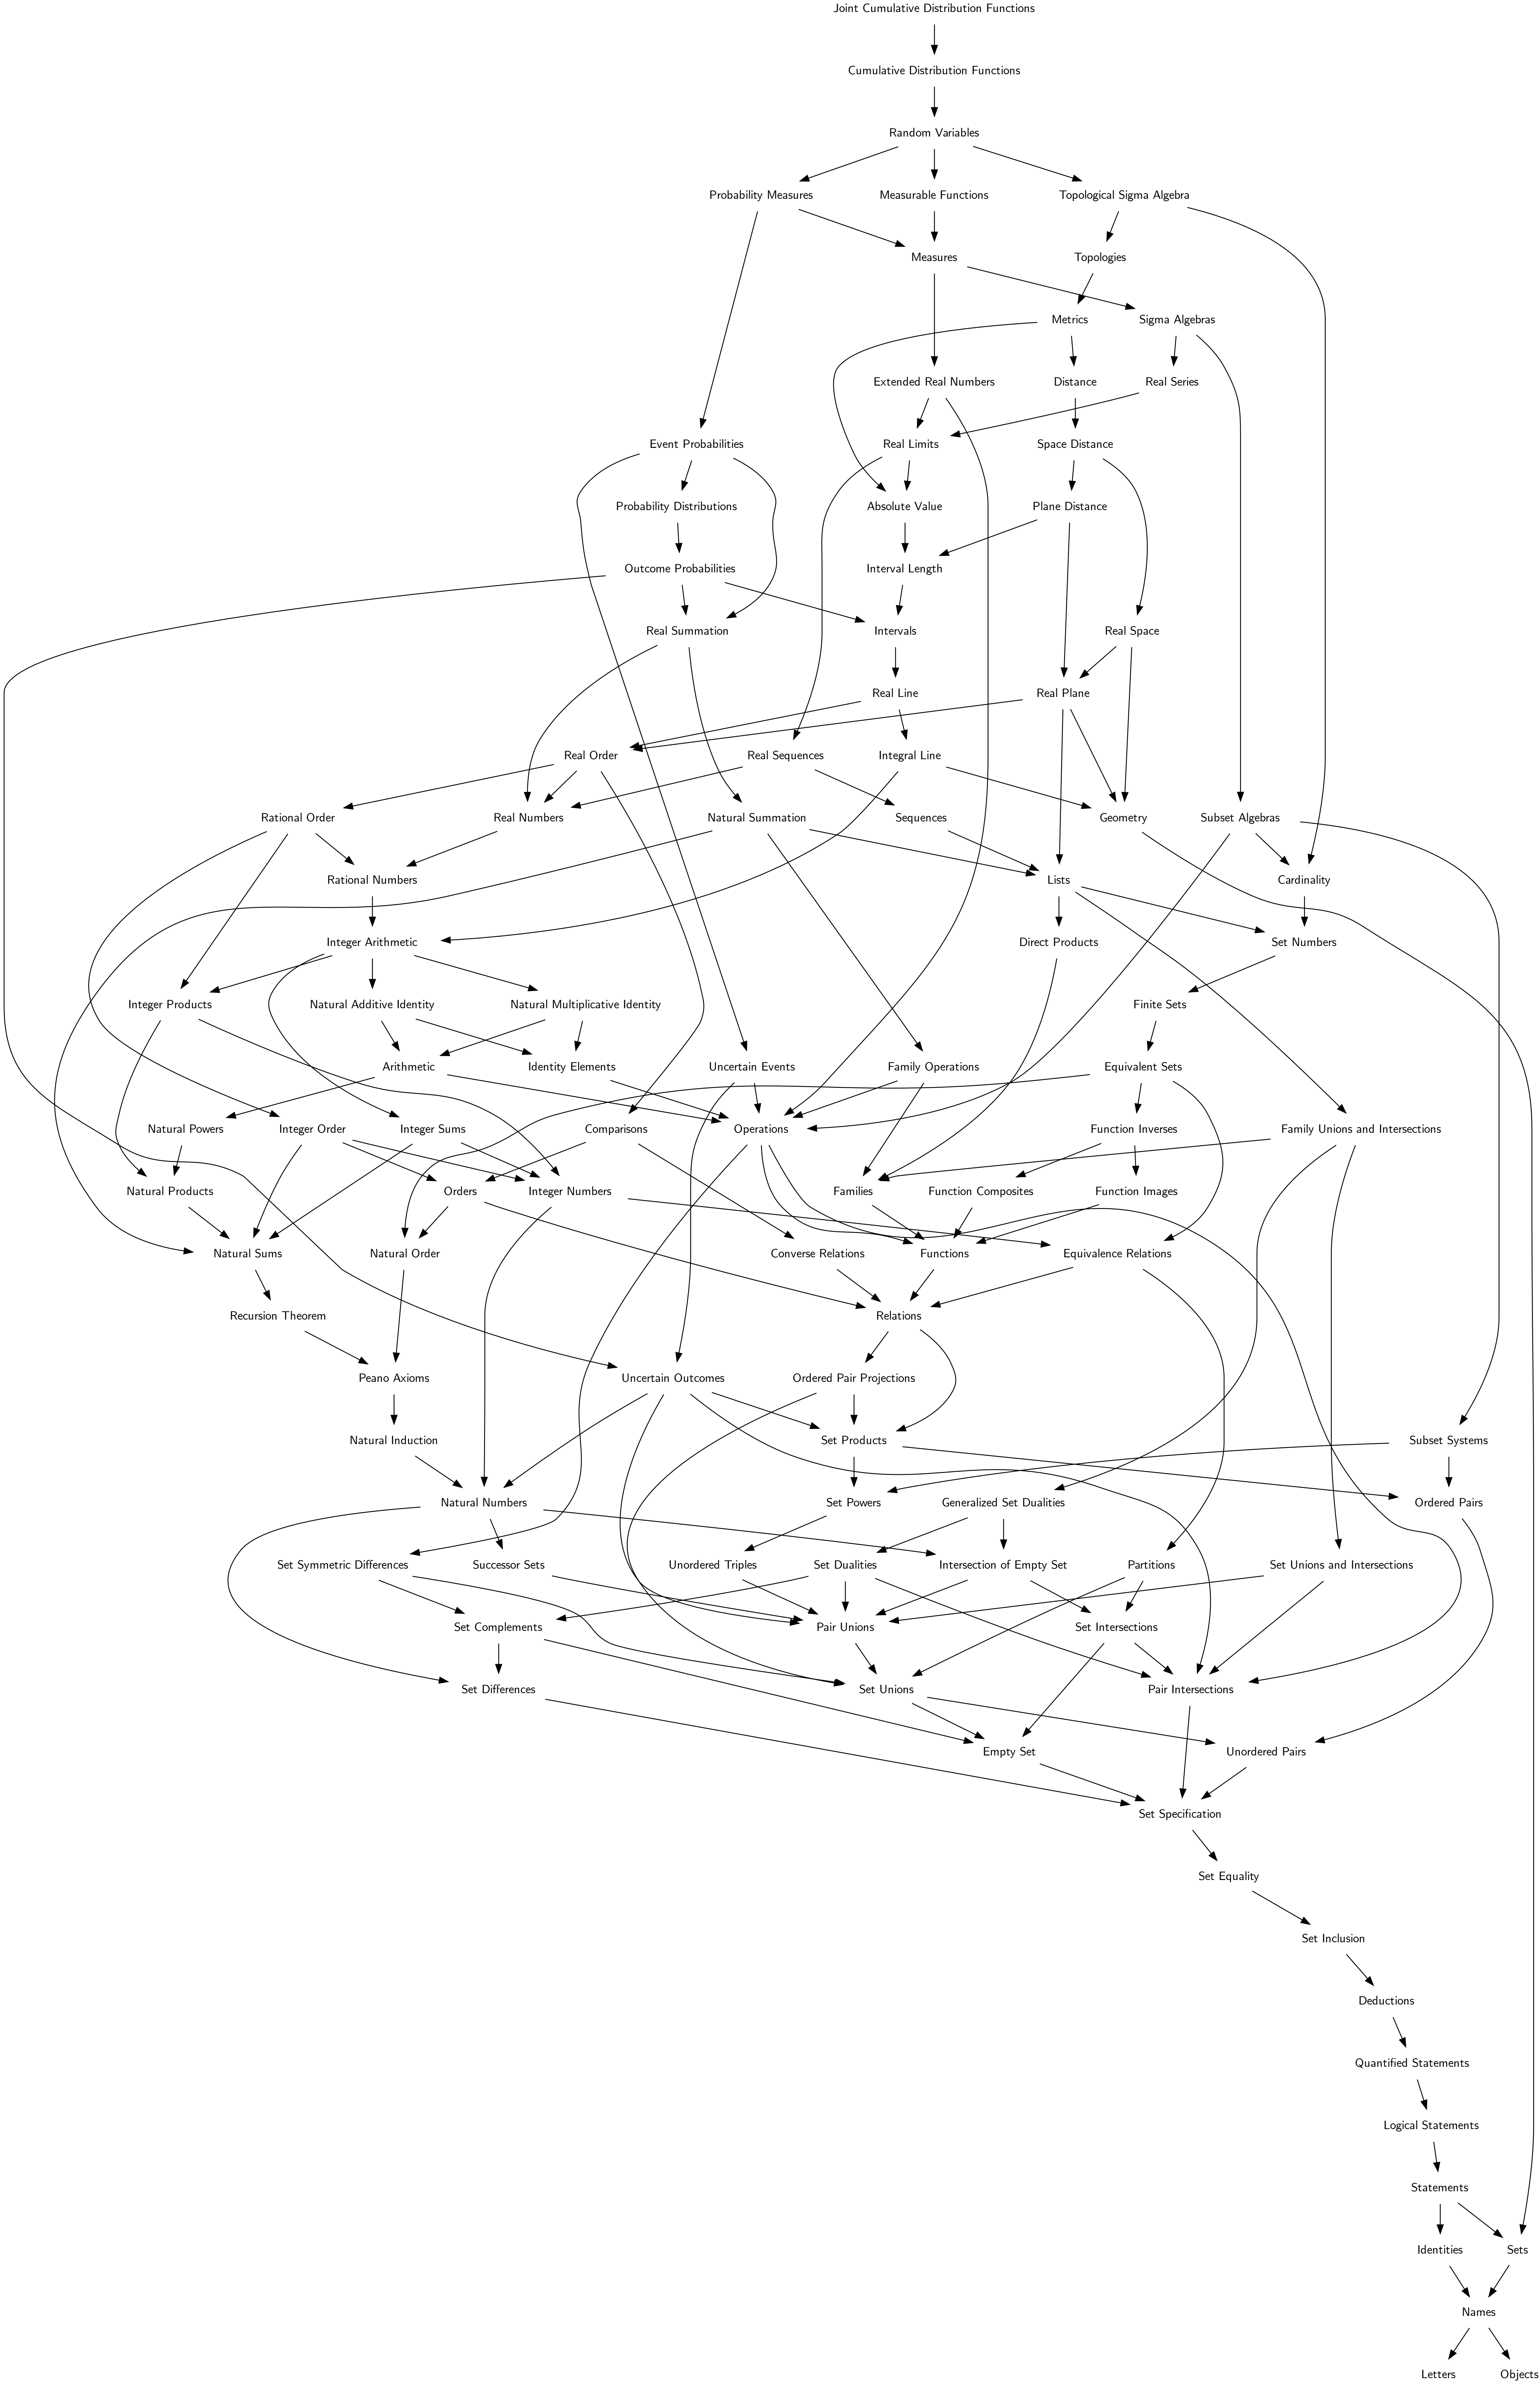 Joint Cumulative Distribution Functions
Cumulative Distribution Functions
Random Variables
Probability Measures
Measurable Functions
Topological Sigma Algebra
Measures
Topologies
Metrics
Sigma Algebras
Extended Real Numbers
Distance
Real Series
Event Probabilities
Real Limits
Space Distance
Probability Distributions
Absolute Value
Plane Distance
Outcome Probabilities
Interval Length
Real Summation
Intervals
Real Space
Real Line
Real Plane
Real Order
Real Sequences
Integral Line
Rational Order
Real Numbers
Natural Summation
Sequences
Geometry
Subset Algebras
Rational Numbers
Lists
Cardinality
Integer Arithmetic
Direct Products
Set Numbers
Integer Products
Natural Additive Identity
Natural Multiplicative Identity
Finite Sets
Arithmetic
Identity Elements
Uncertain Events
Family Operations
Equivalent Sets
Natural Powers
Integer Order
Integer Sums
Comparisons
Operations
Function Inverses
Family Unions and Intersections
Natural Products
Orders
Integer Numbers
Families
Function Composites
Function Images
Natural Sums
Natural Order
Converse Relations
Functions
Equivalence Relations
Recursion Theorem
Relations
Peano Axioms
Uncertain Outcomes
Ordered Pair Projections
Natural Induction
Set Products
Subset Systems
Natural Numbers
Set Powers
Generalized Set Dualities
Ordered Pairs
Set Symmetric Differences
Successor Sets
Unordered Triples
Set Dualities
Intersection of Empty Set
Partitions
Set Unions and Intersections
Set Complements
Pair Unions
Set Intersections
Set Differences
Set Unions
Pair Intersections
Empty Set
Unordered Pairs
Set Specification
Set Equality
Set Inclusion
Deductions
Quantified Statements
Logical Statements
Statements
Identities
Sets
Names
Letters
Objects